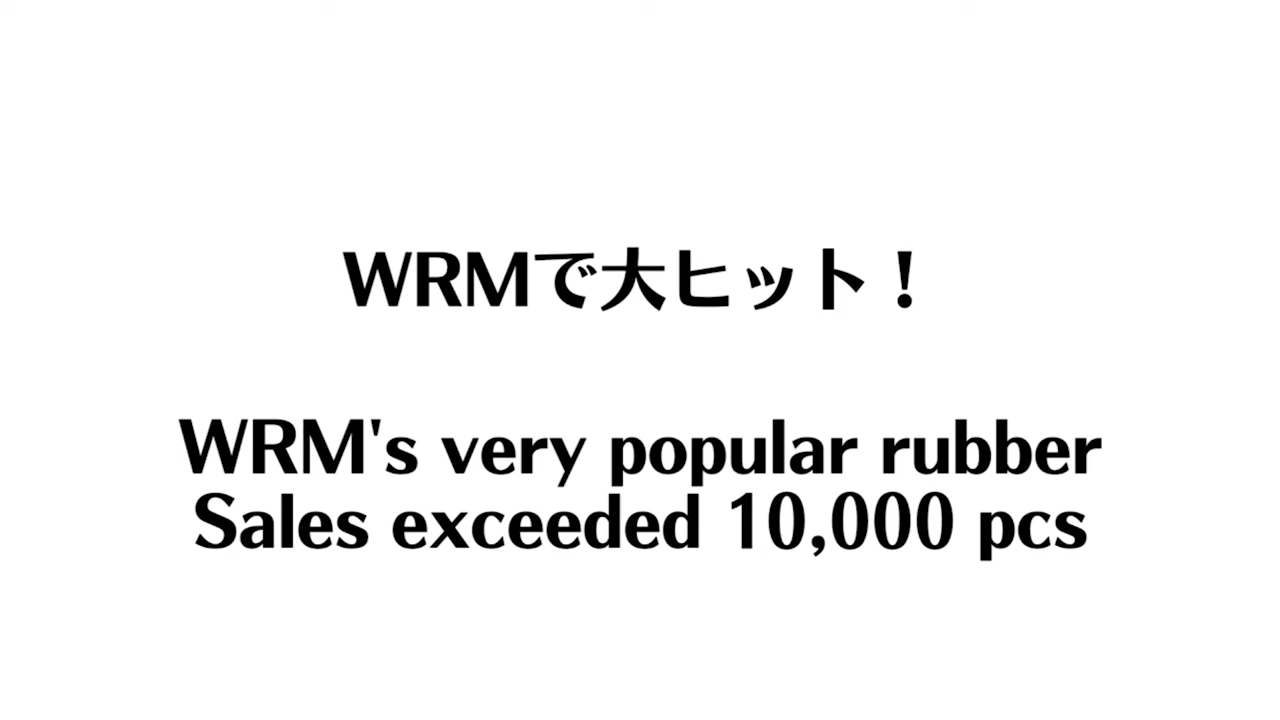 WRMで大ヒット！
WRM's very popular rubber
Sales exceeded 10,000 pcs